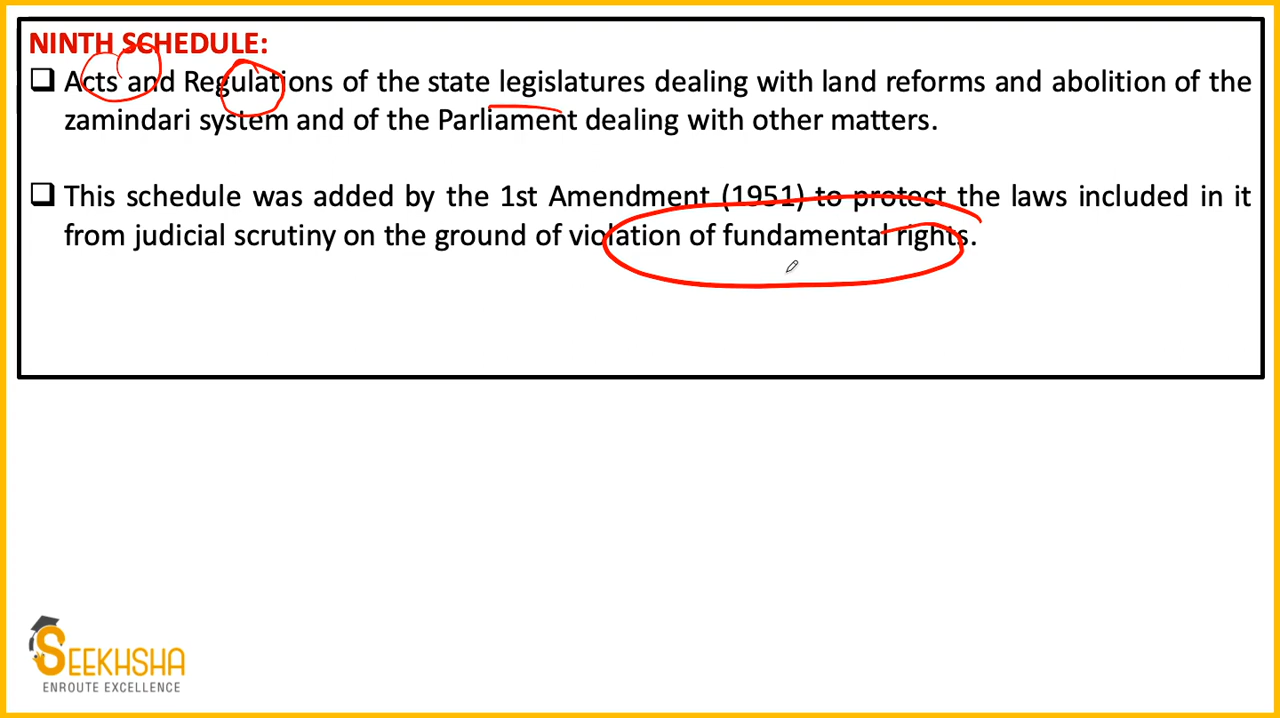 NINTH SCHEDULE:
❑ Acts and Regulations of the state legislatures dealing with land reforms and abolition of the
zamindari system and of the Parliament dealing with other matters.
❑ This schedule was added by the 1st Amendment (1951) to protect the laws included in it
from judicial scrutiny on the ground of violation of fundamental rights.
SEEKHSHA
ENROUTE EXCELLENCE